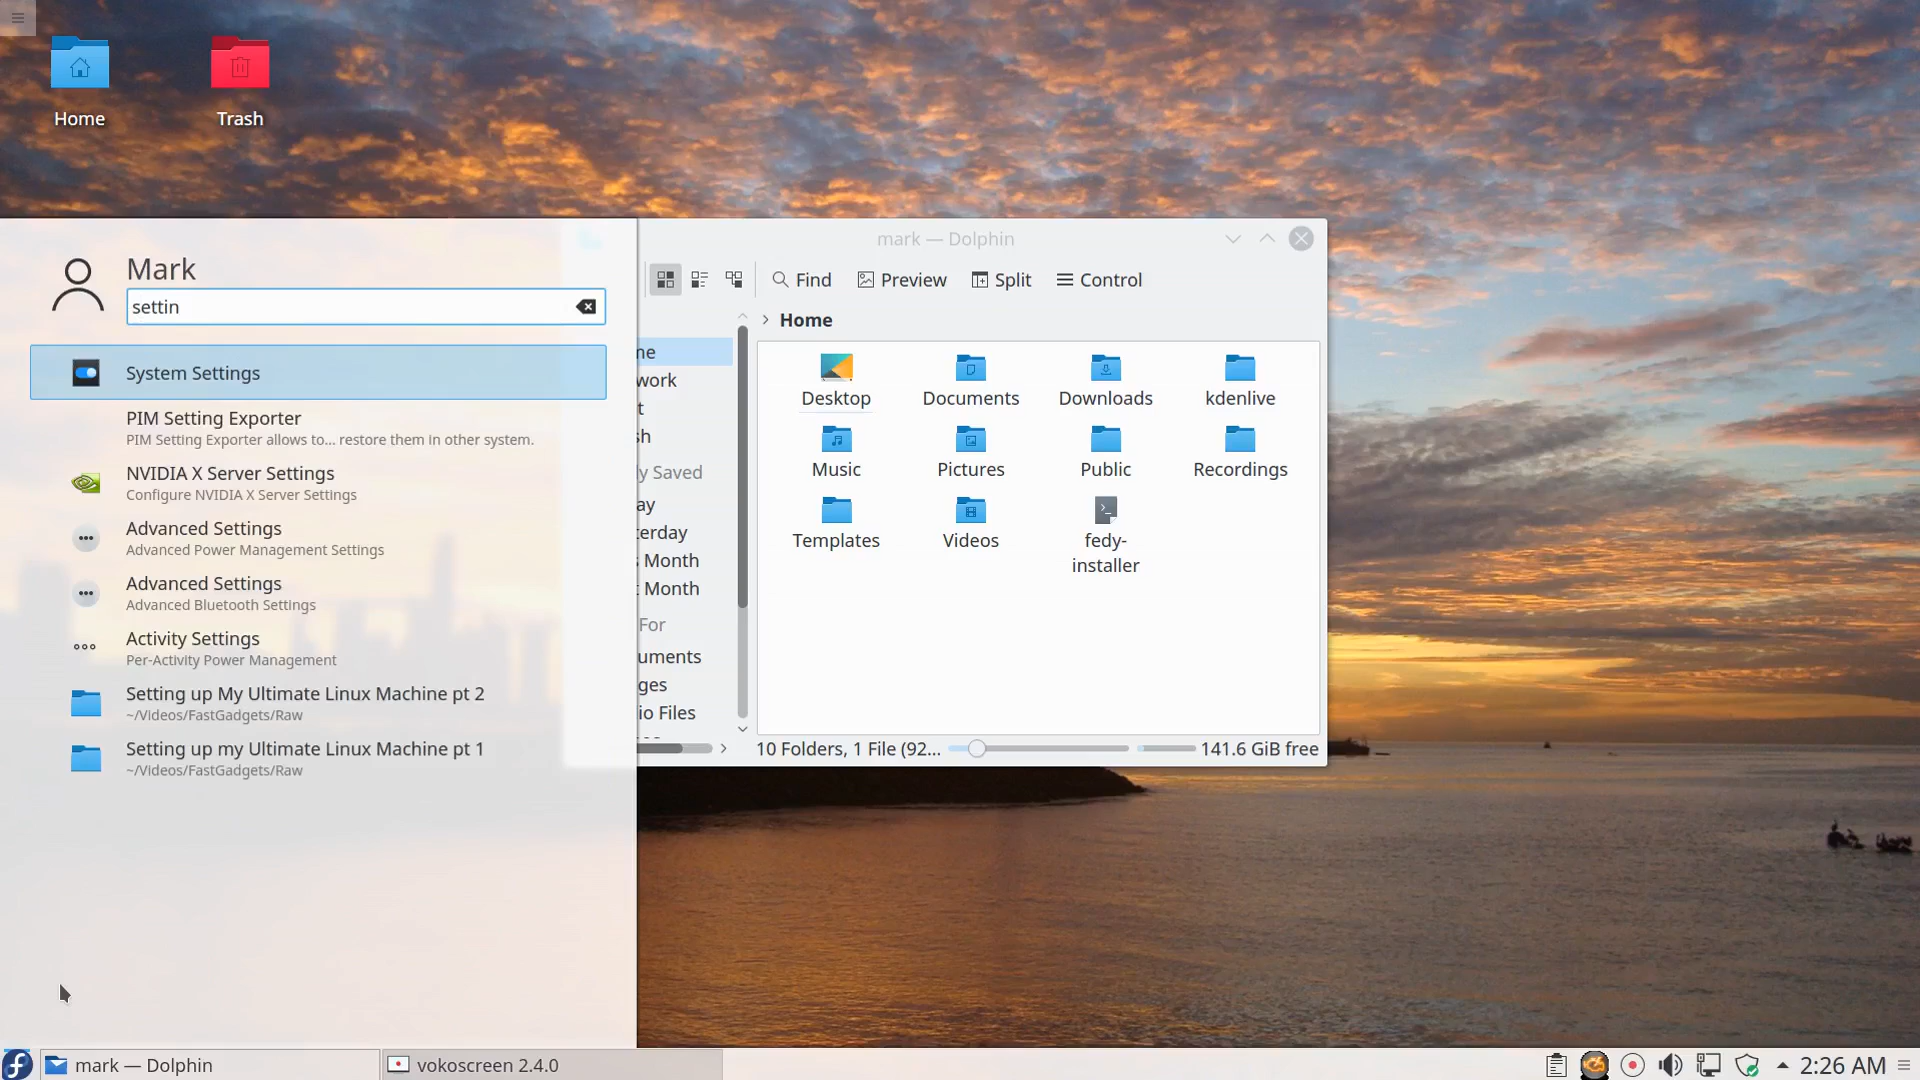 Home
Trash
Mark
settin
System Settings
PIM Setting Exporter
PIM Setting Exporter allows to... restore them in other system.
NVIDIA X Server Settings
Configure NVIDIA X Server Settings
Advanced Settings
Advanced Power Management Settings
Advanced Settings
Advanced Bluetooth Settings
Activity Settings
Per-Activity Power Management
Setting up My Ultimate Linux Machine pt 2
~/Videos/FastGadgets/Raw
Setting up my Ultimate Linux Machine pt 1
~/Videos/FastGadgets/Raw
mark — Dolphin
Find Preview Split Control
> Home
ne
work
t
sh
ly Saved
ay
terday
s Month
t Month
For
uments
ges
io Files
Desktop Documents Downloads kdenlive
Music Pictures Public Recordings
Templates Videos fedy-
installer
10 Folders, 1 File (92... 141.6 GiB free
mark — Dolphin vokoscreen 2.4.0 2:26 AM